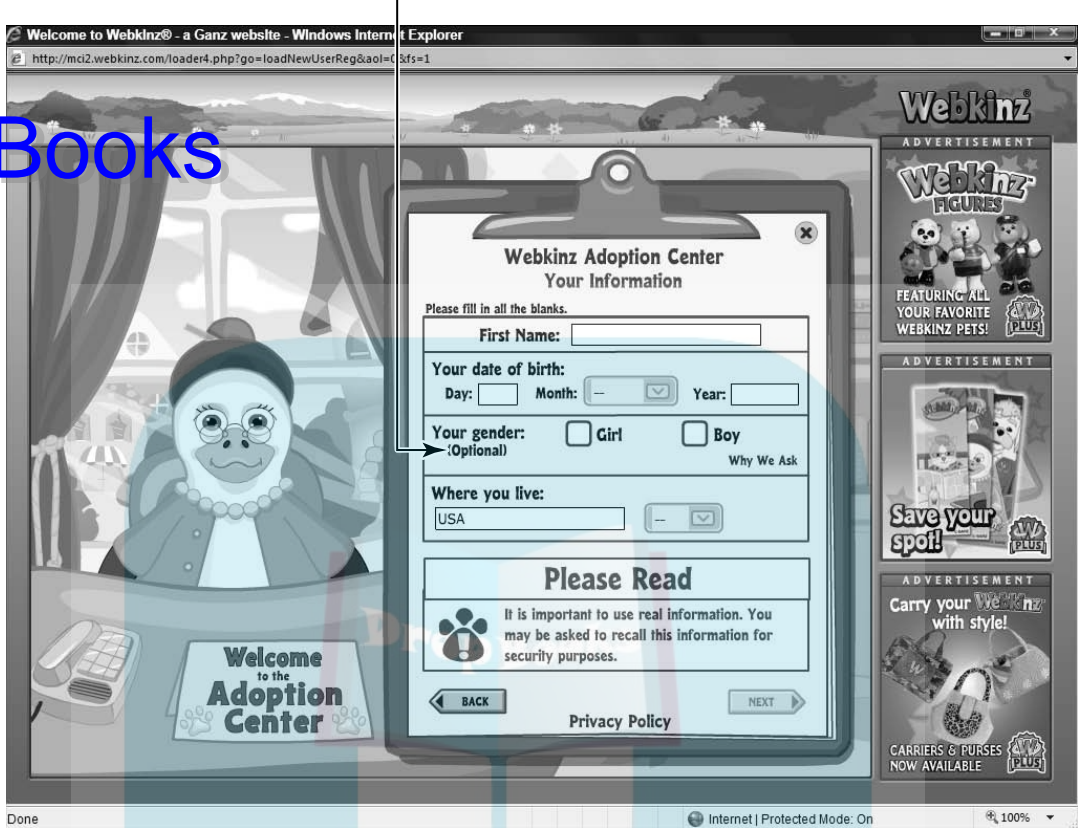 Welcome to Webkinz® - a Ganz website - Windows Internet Explorer
http://mci2.webkinz.com/loader4.php?go=loadNewUserReg&aol=0&fs=1
Books
Webkinz
ADVERTISEMENT
Webkinz
FIGURES
FEATURING ALL
YOUR FAVORITE
WEBKINZ PETS!
W PLUS
Webkinz Adoption Center
Your Information
Please fill in all the blanks.
First Name:
Your date of birth:
Day: Month: -- Year:
Your gender: Girl Boy
(Optional)
Why We Ask
Where you live:
USA --
Please Read
It is important to use real information. You
may be asked to recall this information for
security purposes.
BACK NEXT
Privacy Policy
Welcome
to the
Adoption
Center
ADVERTISEMENT
Save your
spot!
W PLUS
ADVERTISEMENT
Carry your Webkinz
with style!
CARRIERS & PURSES
NOW AVAILABLE
W PLUS
Done Internet | Protected Mode: On 100%